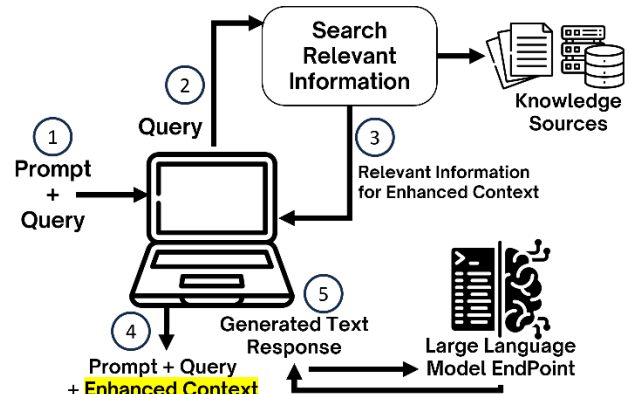 Search
Relevant
Information
Knowledge
Sources
2
Query
1
Prompt
+
Query
3
Relevant Information
for Enhanced Context
4
Prompt + Query
+ Enhanced Context
5
Generated Text
Response
>_
Large Language
Model EndPoint